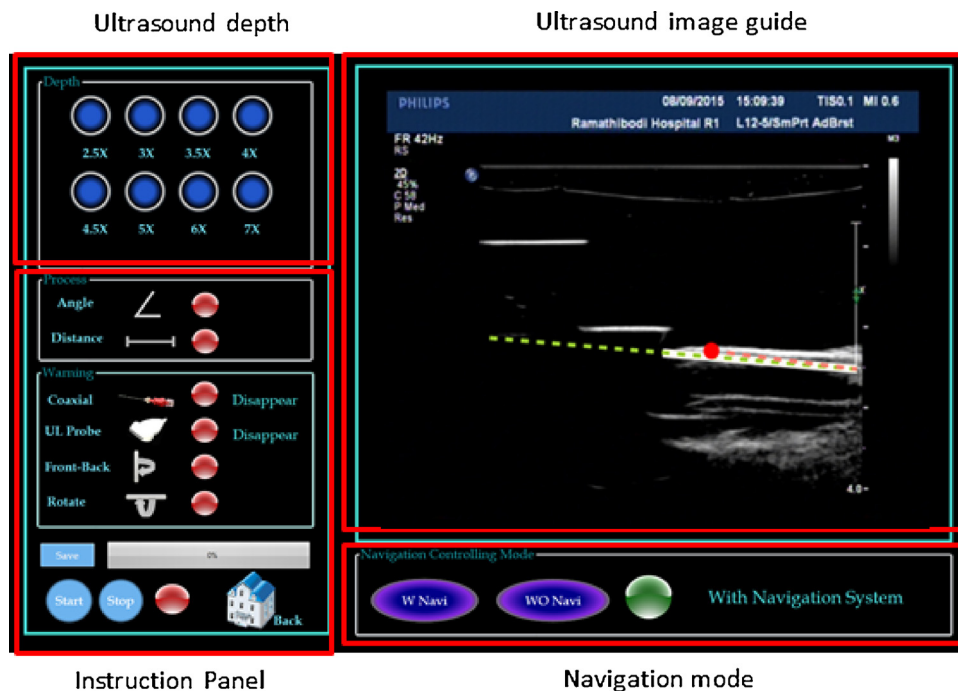 Ultrasound depth
Ultrasound image guide
Depth
2.5X 3X 3.5X 4X
4.5X 5X 6X 7X
Process
Angle
Distance
Warning
Coaxial Disappear
UL Probe Disappear
Front-Back
Rotate
Save 0%
Start Stop Back
PHILIPS 08/09/2015 15:09:39 TIS0.1 MI 0.6
Ramathibodi Hospital R1 L12-5/SmPrt AdBrst
FR 42Hz
RS
M3
2D
45%
C 58
P Med
Res
x
4.0
Navigation Controlling Mode
W Navi WO Navi With Navigation System
Instruction Panel
Navigation mode